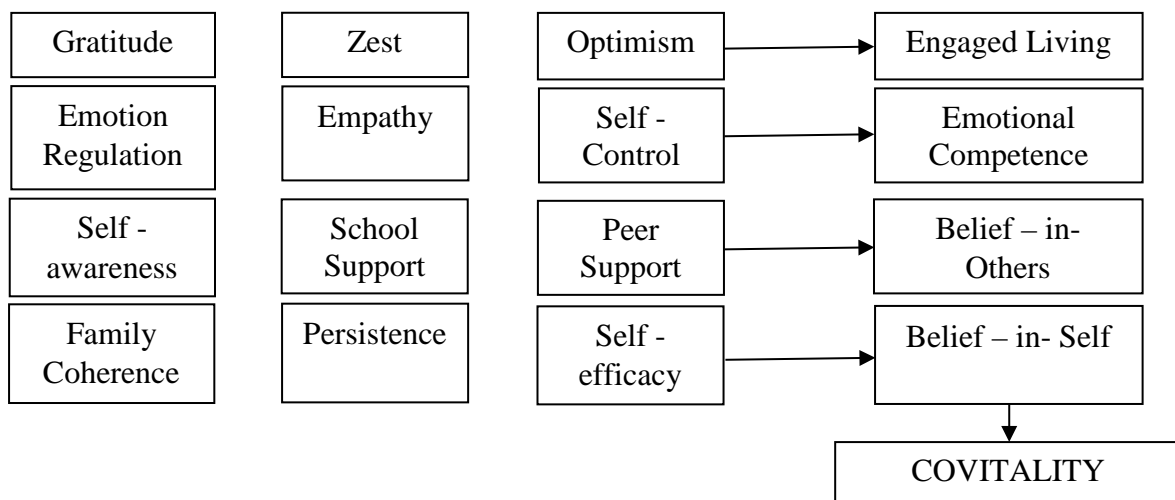 Gratitude
Zest
Optimism
Engaged Living
Emotion
Regulation
Empathy
Self -
Control
Emotional
Competence
Self -
awareness
School
Support
Peer
Support
Belief – in-
Others
Family
Coherence
Persistence
Self -
efficacy
Belief – in- Self
COVITALITY